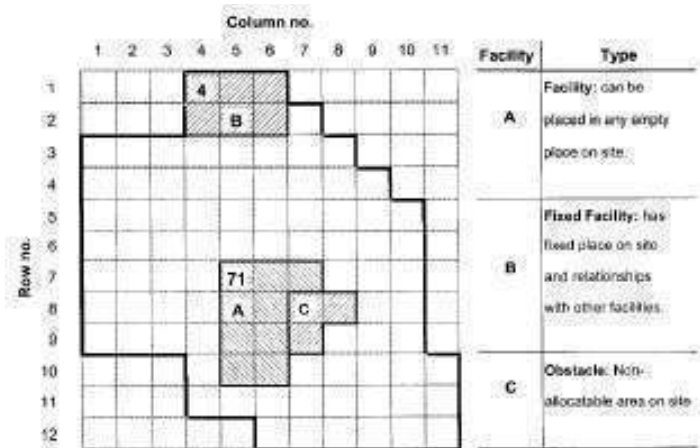 Column no.
1 2 3 4 5 6 7 8 9 10 11
Row no.
1
2
3
4
5
6
7
8
9
10
11
12
4
B
71
A
C
Facility Type
A
Facility: can be
placed in any empty
place on site.
B
Fixed Facility: has
fixed place on site
and relationships
with other facilities.
C
Obstacle: Non-
allocatable area on site